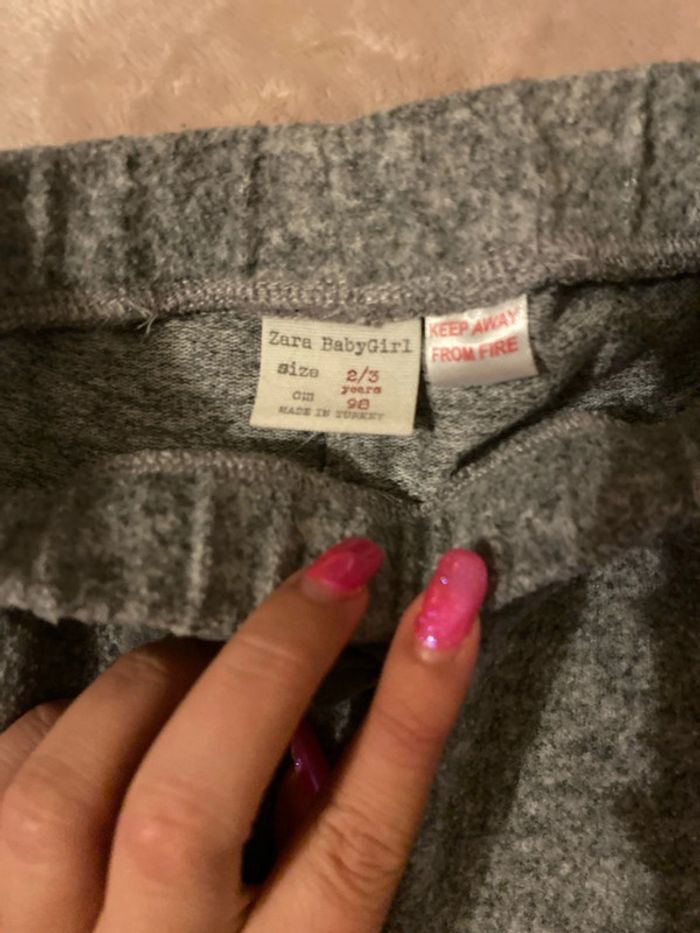 Zara BabyGirl
size 2/3
years
cm 98
MADE IN TURKEY
KEEP AWAY
FROM FIRE